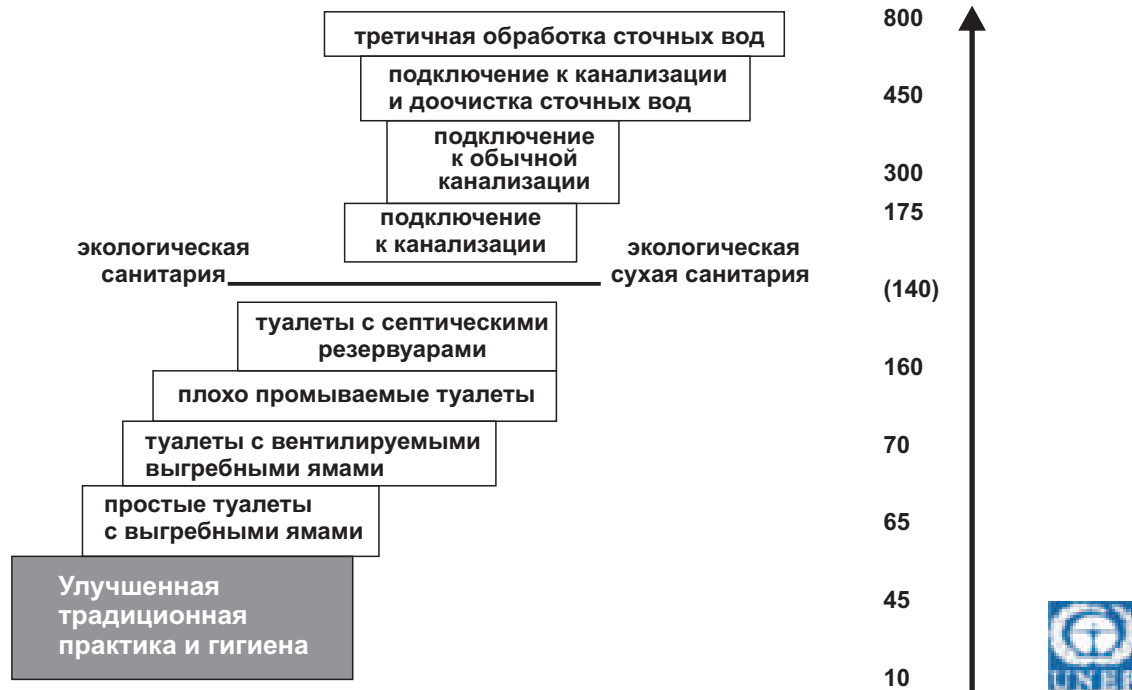 третичная обработка сточных вод
800
подключение к канализации
и доочистка сточных вод
450
подключение
к обычной
канализации
300
подключение
к канализации
175
экологическая
санитария
экологическая
сухая санитария
(140)
туалеты с септическими
резервуарами
160
плохо промываемые туалеты
туалеты с вентилируемыми
выгребными ямами
70
простые туалеты
с выгребными ямами
65
Улучшенная
традиционная
практика и гигиена
45
10
UNEP